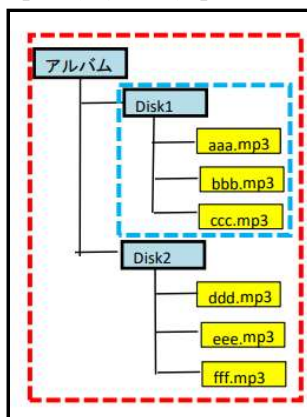 アルバム
Disk1
aaa.mp3
bbb.mp3
ccc.mp3
Disk2
ddd.mp3
eee.mp3
fff.mp3